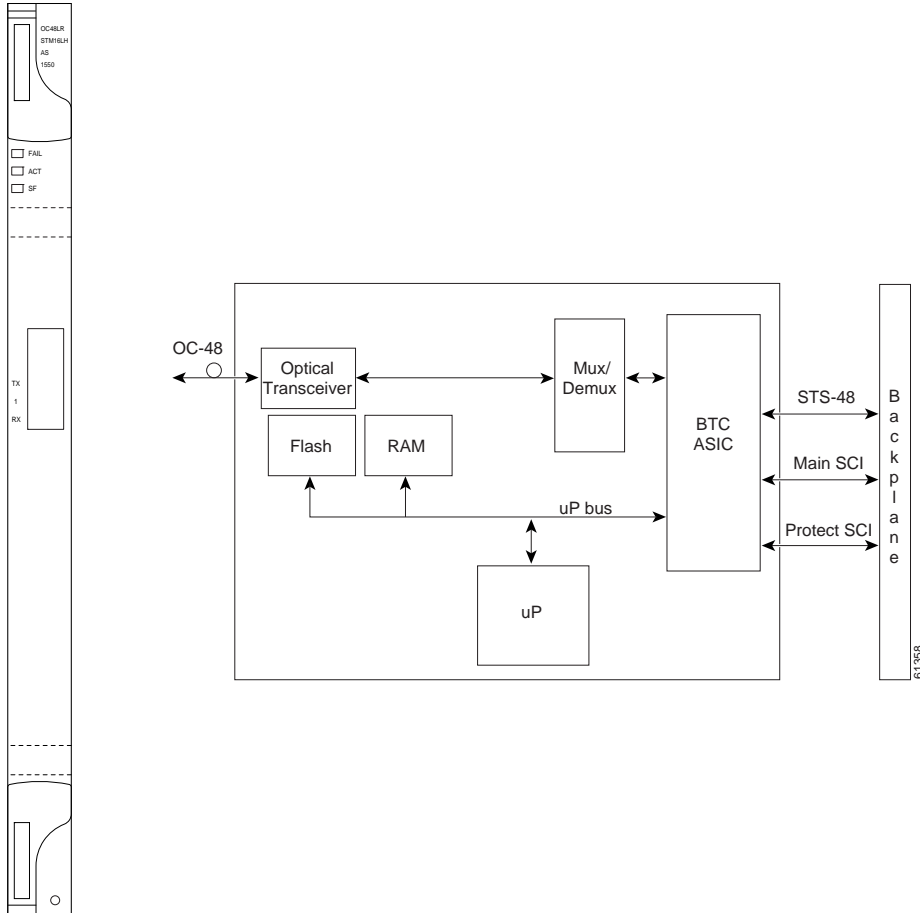 OC48LR
STM16LH
AS
1550
FAIL
ACT
SF
TX
1
RX
OC-48
Optical
Transceiver
Mux/
Demux
BTC
ASIC
Flash
RAM
uP bus
uP
STS-48
Main SCI
Protect SCI
Backplane
61358